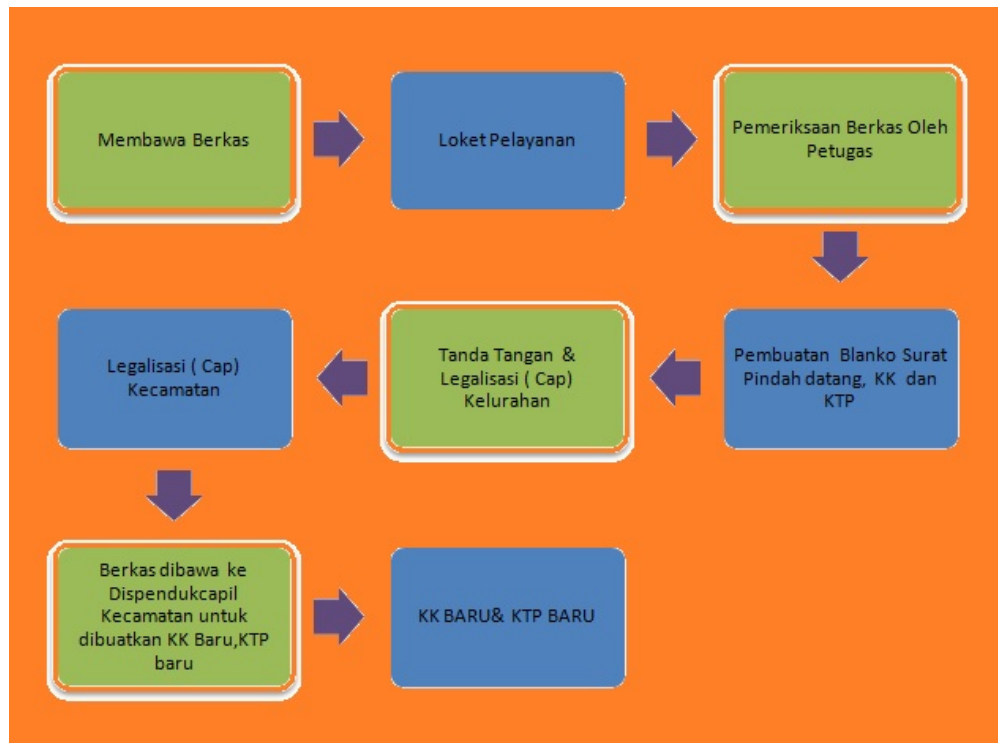 Membawa Berkas
Loket Pelayanan
Pemeriksaan Berkas Oleh
Petugas
Pembuatan Blanko Surat
Pindah datang, KK dan
KTP
Tanda Tangan &
Legalisasi ( Cap)
Kelurahan
Legalisasi ( Cap)
Kecamatan
Berkas dibawa ke
Dispendukcapil
Kecamatan untuk
dibuatkan KK Baru,KTP
baru
KK BARU& KTP BARU